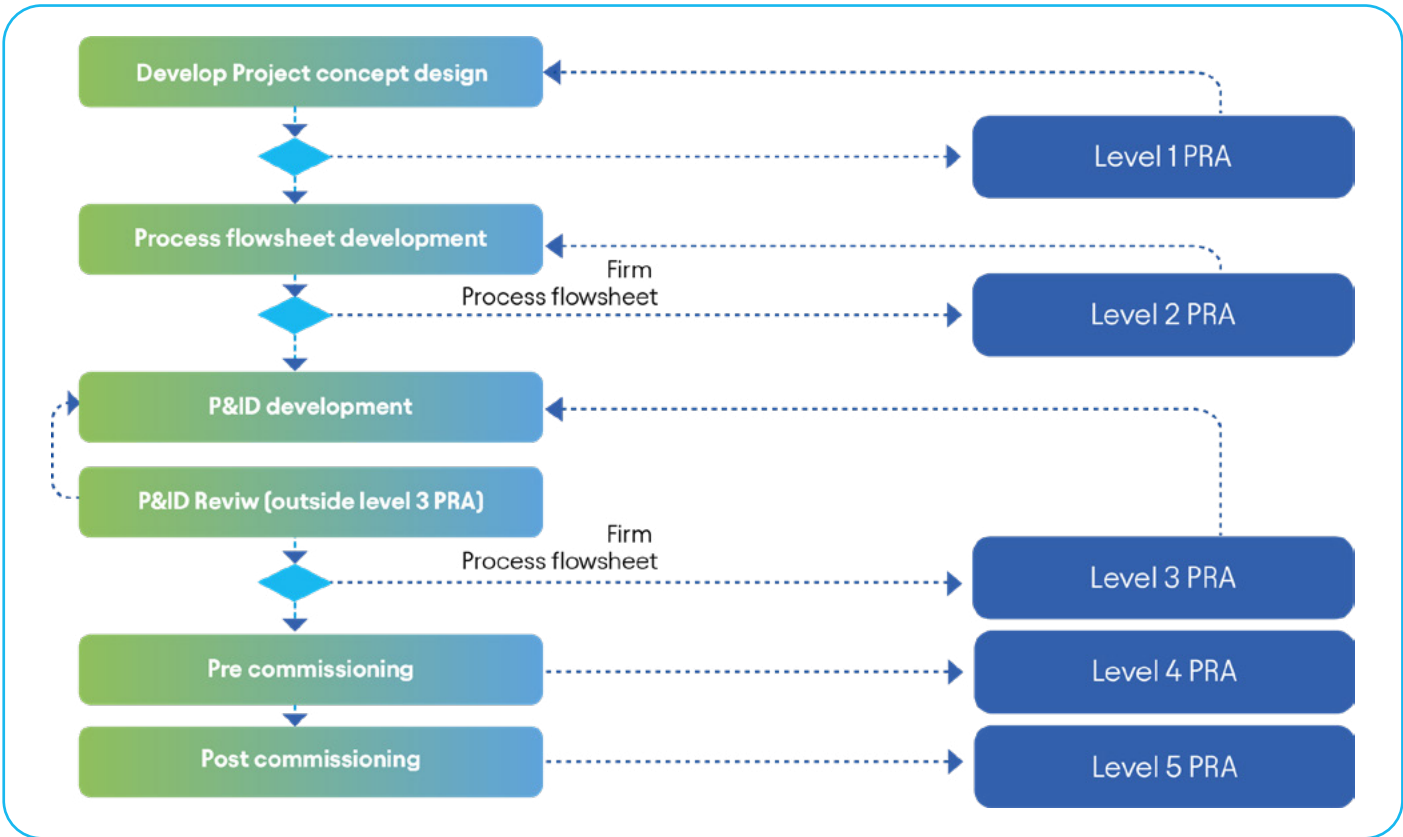 Develop Project concept design
Level 1 PRA
Process flowsheet development
Firm
Process flowsheet
Level 2 PRA
P&ID development
P&ID Reviw (outside level 3 PRA)
Firm
Process flowsheet
Level 3 PRA
Pre commissioning
Level 4 PRA
Post commissioning
Level 5 PRA